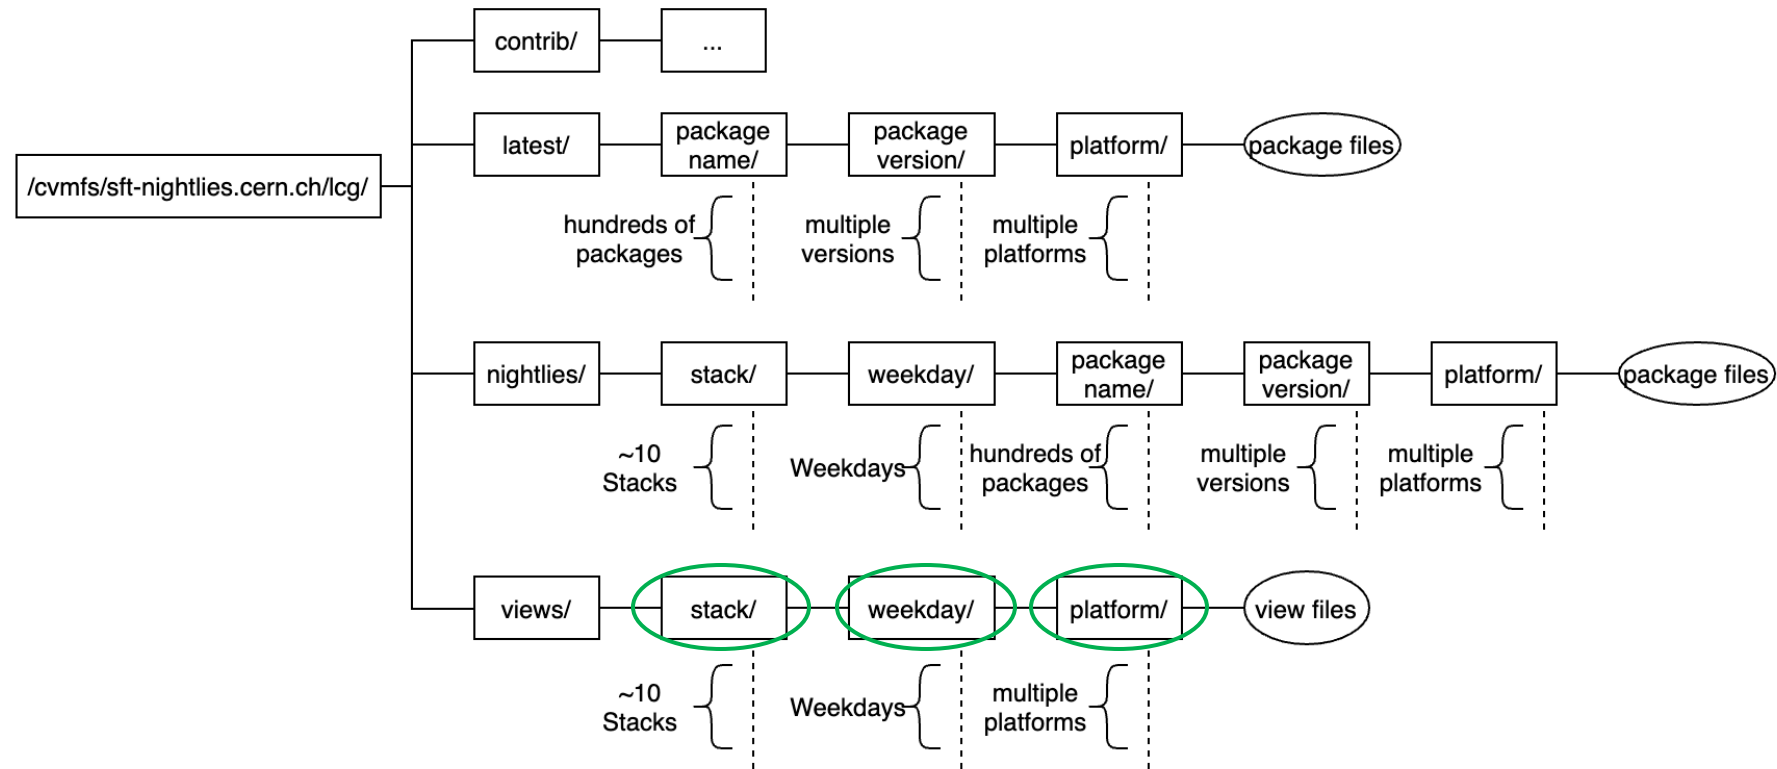 contrib/
...
/cvmfs/sft-nightlies.cern.ch/lcg/
latest/
package
name/
package
version/
platform/
package files
hundreds of
packages
multiple
versions
multiple
platforms
nightlies/
stack/
weekday/
package
name/
package
version/
platform/
package files
~10
Stacks
Weekdays
hundreds of
packages
multiple
versions
multiple
platforms
views/
stack/
weekday/
platform/
view files
~10
Stacks
Weekdays
multiple
platforms